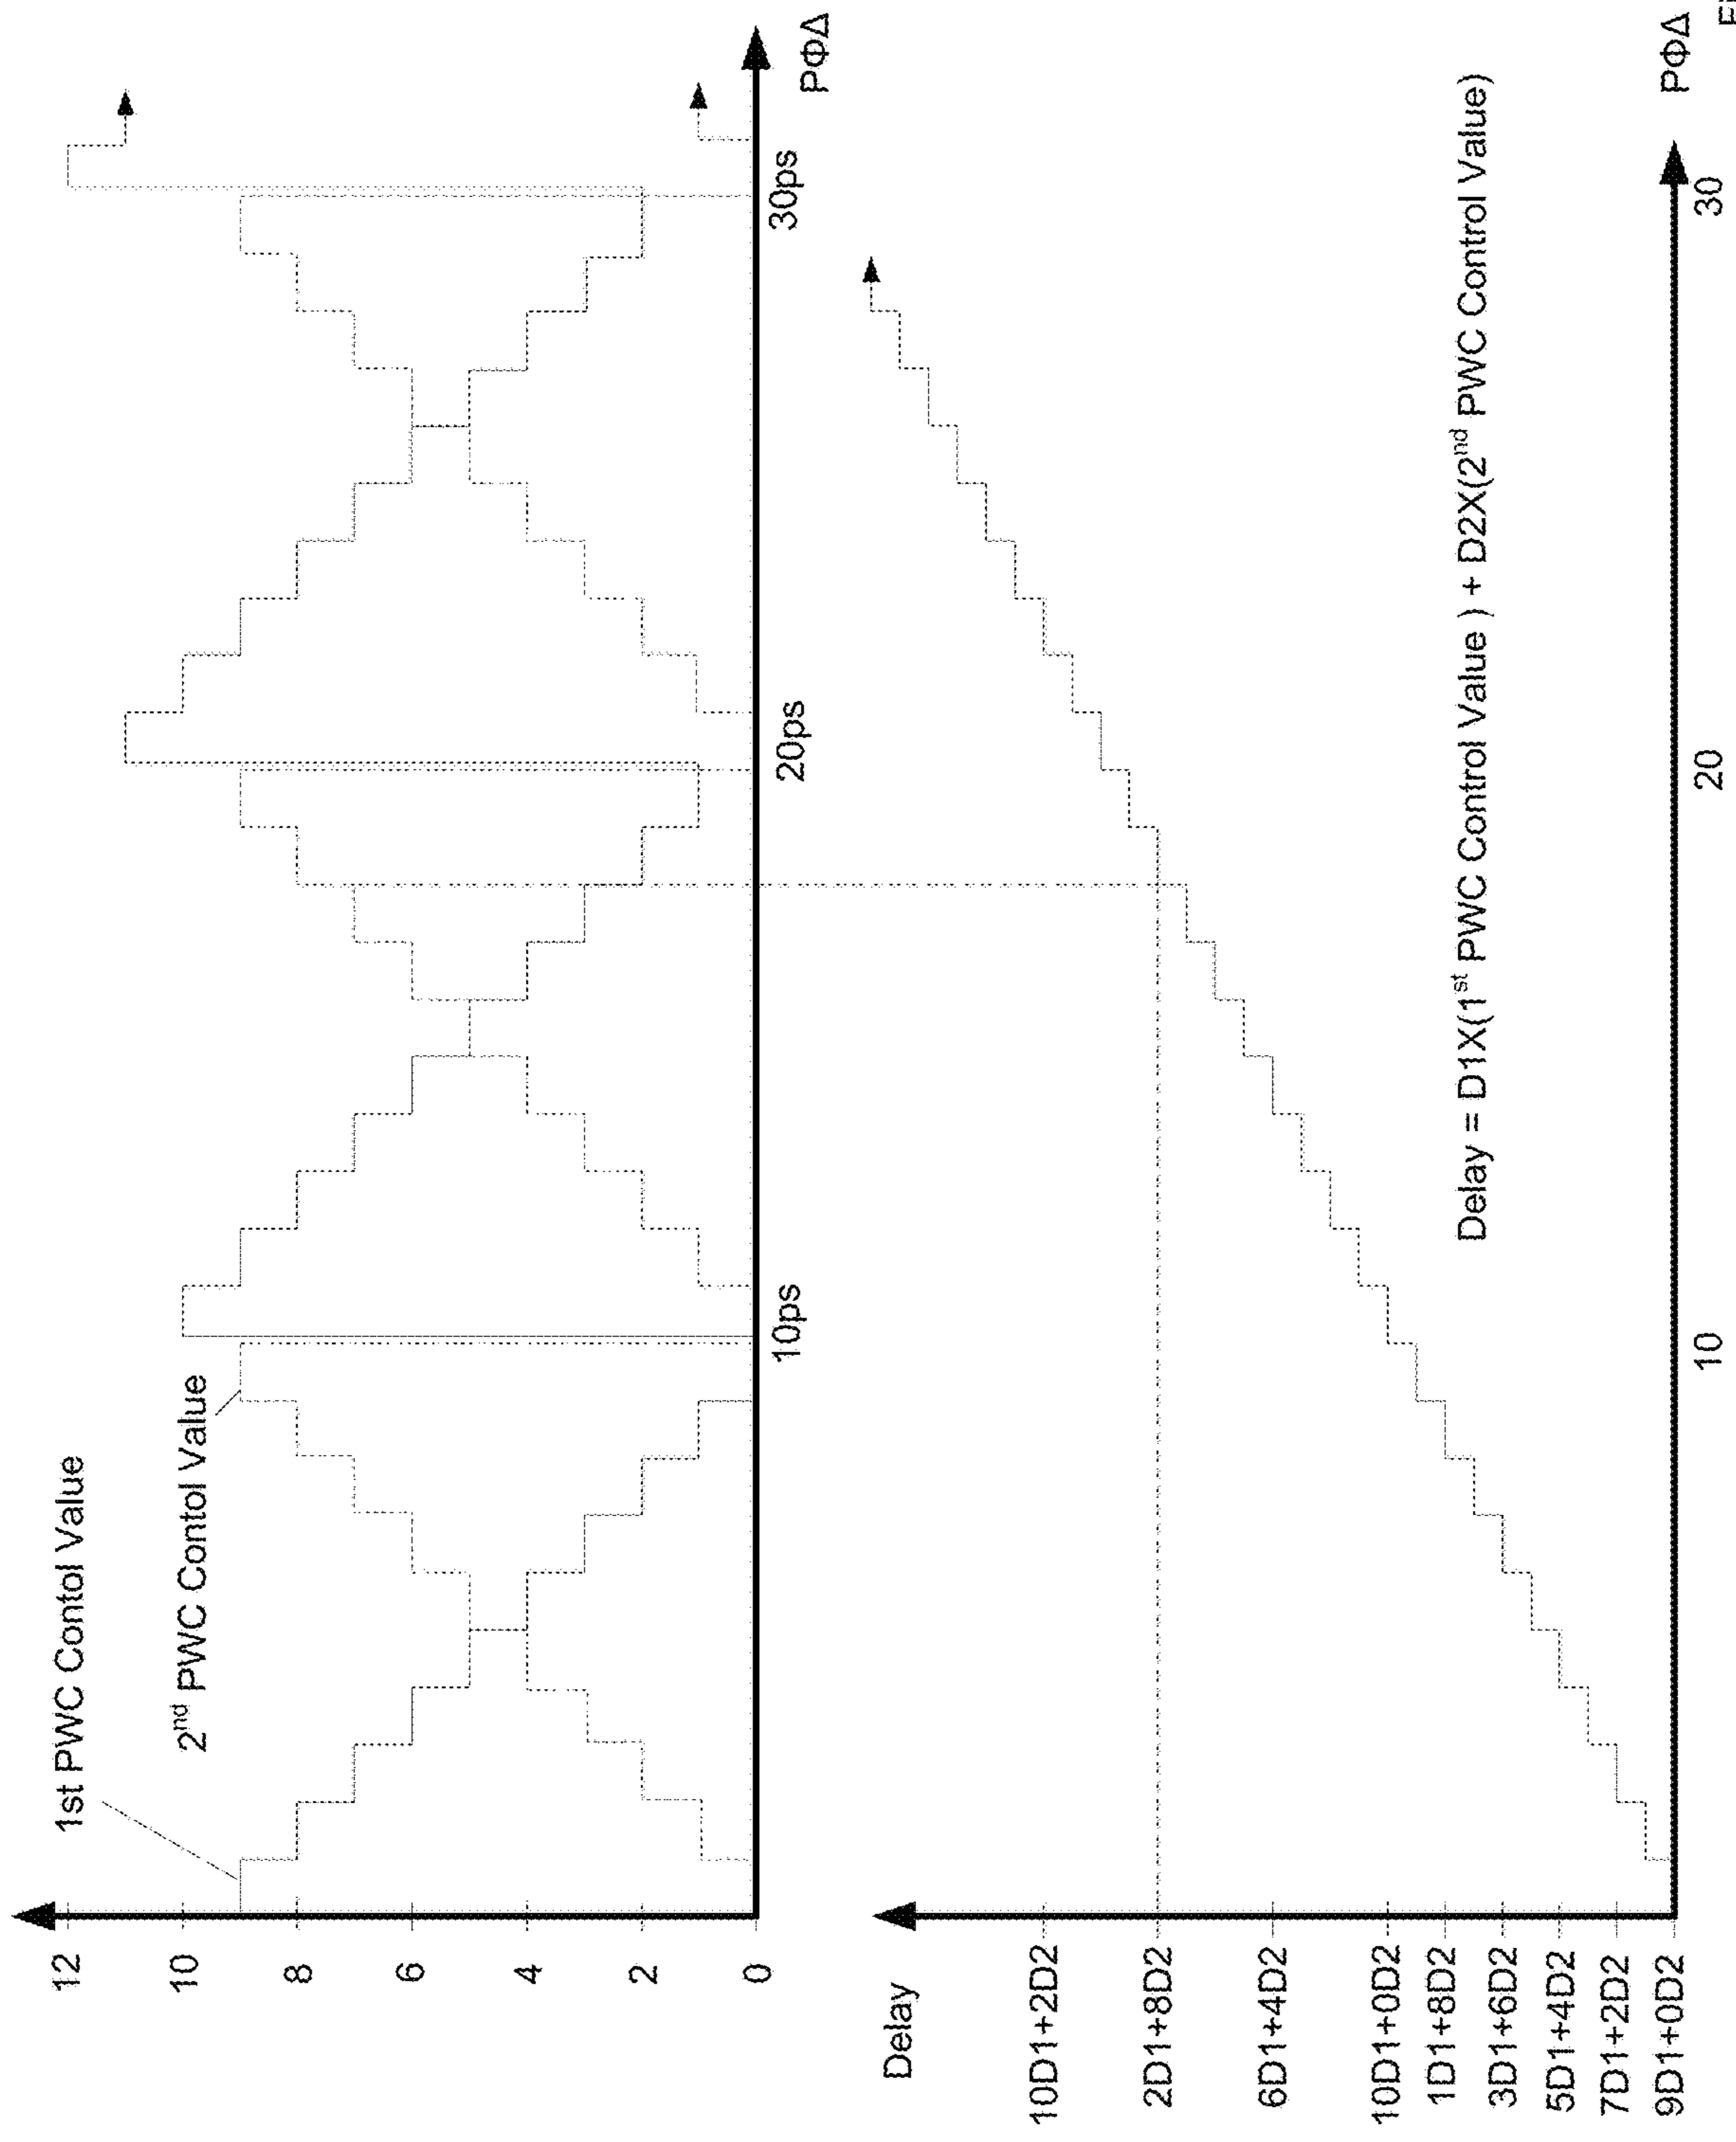 1st PWC Contol Value
2nd PWC Contol Value
12
10
8
6
4
2
0
10ps
20ps
30ps
PΦΔ
Delay
10D1+2D2
2D1+8D2
6D1+4D2
10D1+0D2
1D1+8D2
3D1+6D2
5D1+4D2
7D1+2D2
9D1+0D2
Delay = D1X(1st PWC Control Value ) + D2X(2nd PWC Control Value)
10
20
30
PΦΔ